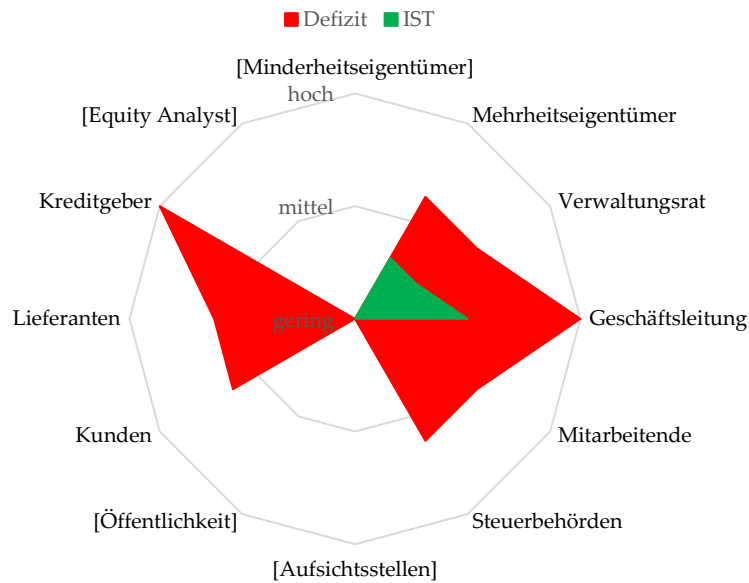 Defizit IST
[Minderheitseigentümer]
hoch
[Equity Analyst]
Mehrheitseigentümer
Kreditgeber
mittel
Verwaltungsrat
Lieferanten
gering
Geschäftsleitung
Kunden
Mitarbeitende
[Öffentlichkeit]
Steuerbehörden
[Aufsichtsstellen]